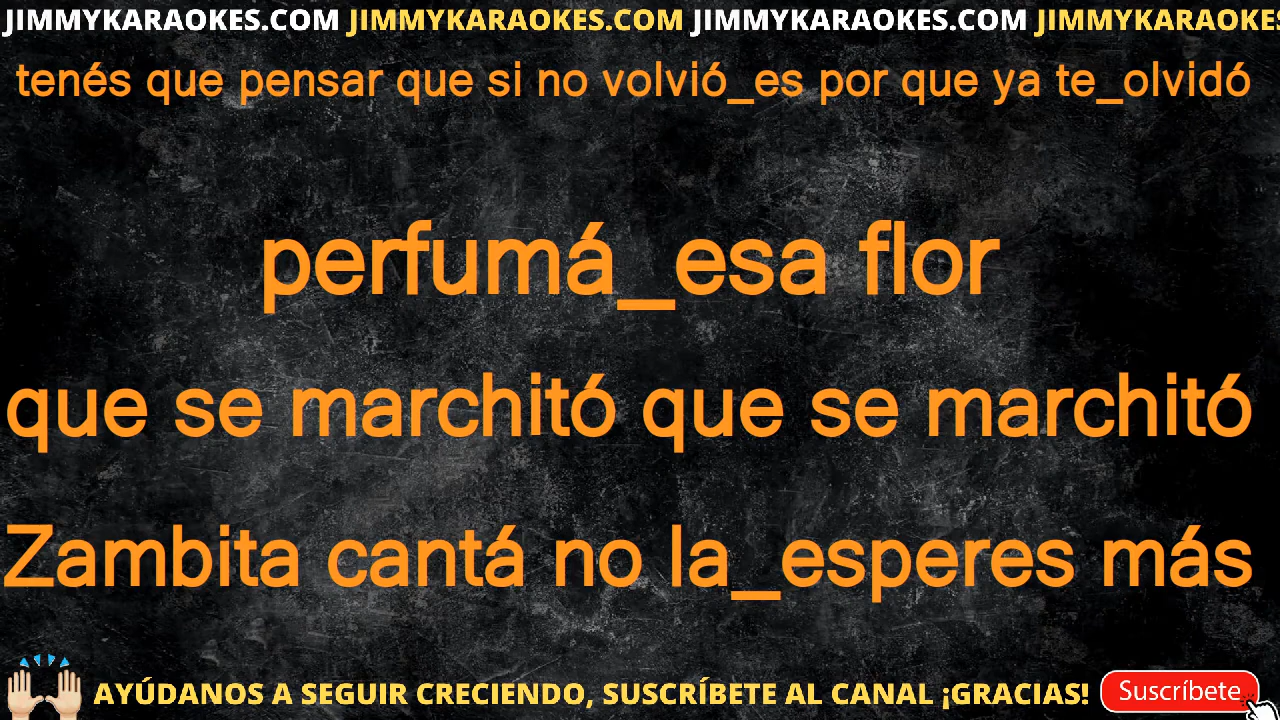 JIMMYKARAOKES.COM JIMMYKARAOKES.COM JIMMYKARAOKES.COM JIMMYKARAOKES
tenés que pensar que si no volvió_es por que ya te_olvidó
perfumá_esa flor
que se marchitó que se marchitó
Zambita cantá no la_esperes más
AYÚDANOS A SEGUIR CRECIENDO, SUSCRÍBETE AL CANAL ¡GRACIAS! Suscríbete